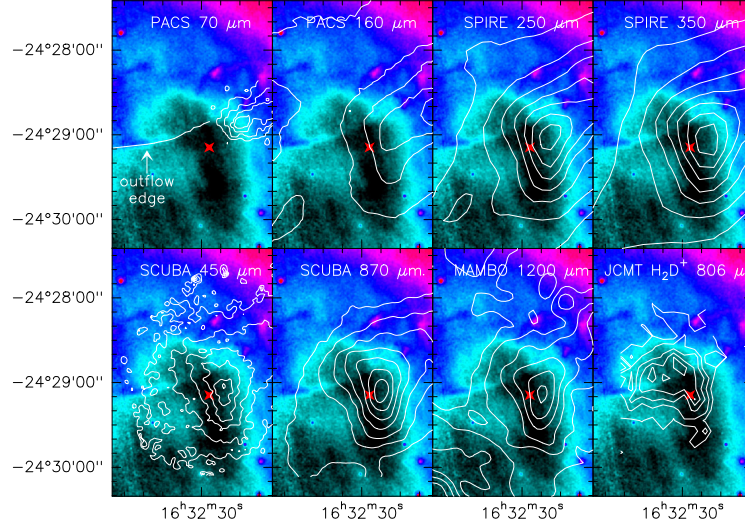 PACS 70 μm
PACS 160 μm
SPIRE 250 μm
SPIRE 350 μm
−24°28'00''
−24°29'00''
outflow
edge
−24°30'00''
SCUBA 450 μm
SCUBA 870 μm
MAMBO 1200 μm
JCMT H₂D⁺ 806 μm
−24°28'00''
−24°29'00''
−24°30'00''
16ʰ32ᵐ30ˢ
16ʰ32ᵐ30ˢ
16ʰ32ᵐ30ˢ
16ʰ32ᵐ30ˢ